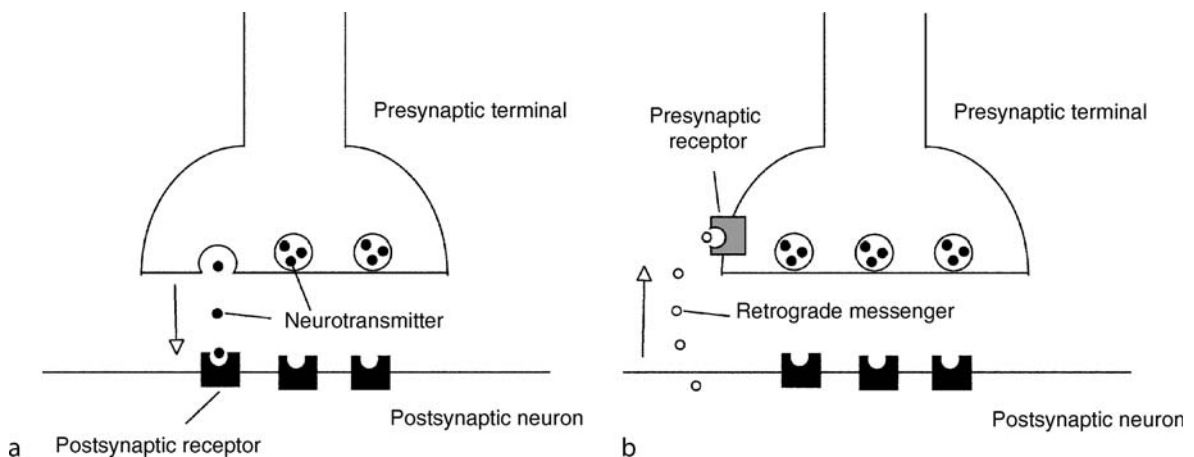 Presynaptic terminal
Neurotransmitter
Postsynaptic neuron
Postsynaptic receptor
a
Presynaptic
receptor
Presynaptic terminal
Retrograde messenger
Postsynaptic neuron
b